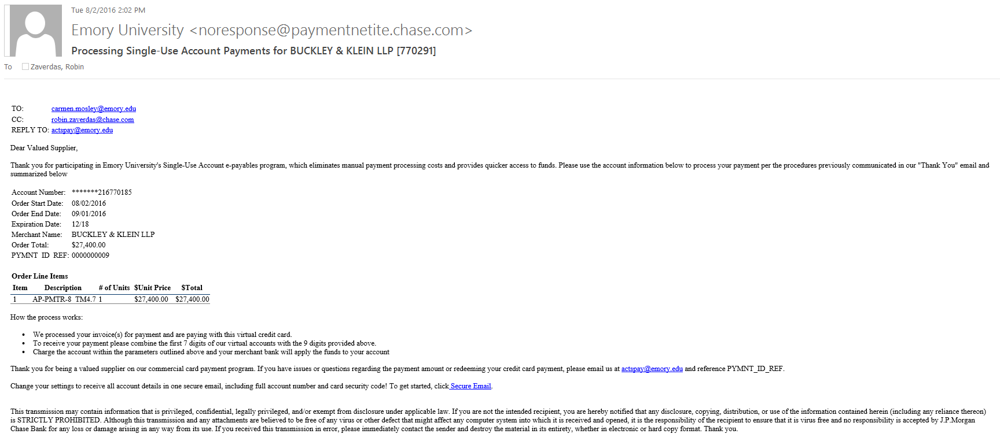 Tue 8/2/2016 2:02 PM
Emory University <noresponse@paymentnetite.chase.com>
Processing Single-Use Account Payments for BUCKLEY & KLEIN LLP [770291]
To Zaverdas, Robin
TO: carmen.mosley@emory.edu
CC: robin.zaverdas@chase.com
REPLY TO: actspay@emory.edu
Dear Valued Supplier,
Thank you for participating in Emory University's Single-Use Account e-payables program, which eliminates manual payment processing costs and provides quicker access to funds. Please use the account information below to process your payment per the procedures previously communicated in our "Thank You" email and
summarized below
Account Number: *******216770185
Order Start Date: 08/02/2016
Order End Date: 09/01/2016
Expiration Date: 12/18
Merchant Name: BUCKLEY & KLEIN LLP
Order Total: $27,400.00
PYMNT_ID_REF: 0000000009
Order Line Items
Item Description # of Units $Unit Price $Total
1 AP-PMTR-8_TM4.7 1 $27,400.00 $27,400.00
How the process works:
• We processed your invoice(s) for payment and are paying with this virtual credit card.
• To receive your payment please combine the first 7 digits of our virtual accounts with the 9 digits provided above.
• Charge the account within the parameters outlined above and your merchant bank will apply the funds to your account
Thank you for being a valued supplier on our commercial card payment program. If you have issues or questions regarding the payment amount or redeeming your credit card payment, please email us at actspay@emory.edu and reference PYMNT_ID_REF.
Change your settings to receive all account details in one secure email, including full account number and card security code! To get started, click Secure Email.
This transmission may contain information that is privileged, confidential, legally privileged, and/or exempt from disclosure under applicable law. If you are not the intended recipient, you are hereby notified that any disclosure, copying, distribution, or use of the information contained herein (including any reliance thereon)
is STRICTLY PROHIBITED. Although this transmission and any attachments are believed to be free of any virus or other defect that might affect any computer system into which it is received and opened, it is the responsibility of the recipient to ensure that it is virus free and no responsibility is accepted by J.P.Morgan
Chase Bank for any loss or damage arising in any way from its use. If you received this transmission in error, please immediately contact the sender and destroy the material in its entirety, whether in electronic or hard copy format. Thank you.